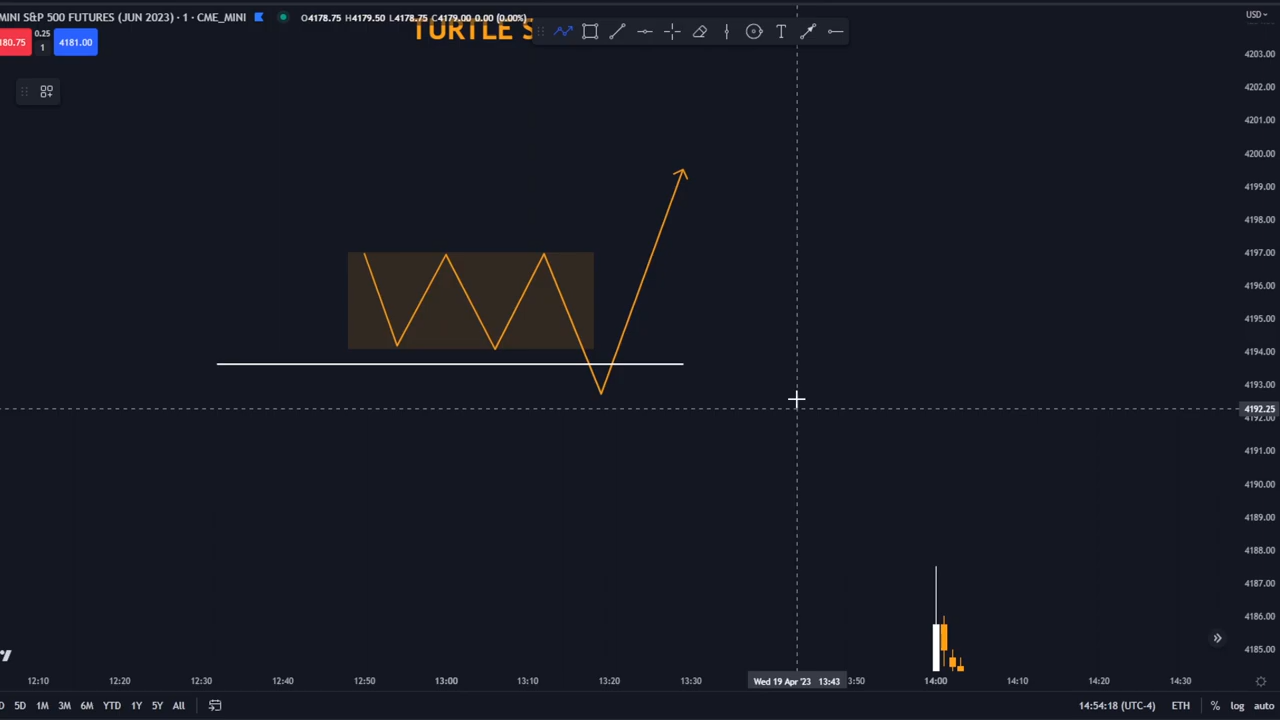 MINI S&P 500 FUTURES (JUN 2023) · 1 · CME_MINI O4178.75 H4179.50 L4178.75 C4179.00 0.00 (0.00%)
USD
TURTLE S
180.75 0.25 1 4181.00
T
4203.00
4202.00
4201.00
4200.00
4199.00
4198.00
4197.00
4196.00
4195.00
4194.00
4193.00
4192.25
4192.00
4191.00
4190.00
4189.00
4188.00
4187.00
4186.00
4185.00
12:10 12:20 12:30 12:40 12:50 13:00 13:10 13:20 13:30 Wed 19 Apr '23 13:43 3:50 14:00 14:10 14:20 14:30
D 5D 1M 3M 6M YTD 1Y 5Y All 14:54:18 (UTC-4) ETH % log auto